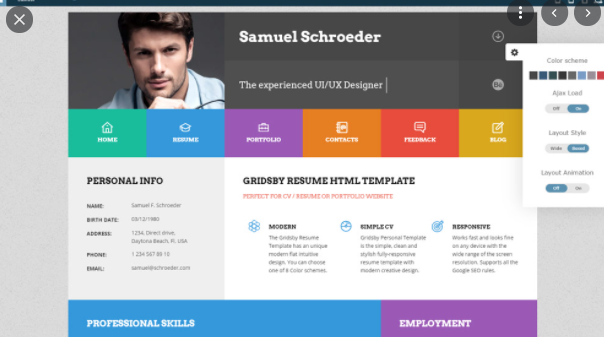 Samuel Schroeder
The experienced UI/UX Designer
Bē
Color scheme
Ajax Load
Off On
Layout Style
Wide Boxed
Layout Animation
Off On
HOME
RESUME
PORTFOLIO
CONTACTS
FEEDBACK
BLOG
PERSONAL INFO
NAME: Samuel F. Schroeder
BIRTH DATE: 09/12/1980
ADDRESS: 1234, Direct drive,
Daytona Beach, Fl, USA
PHONE: 1 234 567 89 10
EMAIL: samuel@schroeder.com
GRIDSBY RESUME HTML TEMPLATE
PERFECT FOR CV / RESUME OR PORTFOLIO WEBSITE
MODERN
The Gridsby Resume
Template has an unique
modern flat intuitive
design. You can choose
one of 8 Color schemes.
SIMPLE CV
Gridsby Personal Template
is the simple, clean and
stylish fully-responsive
resume template with
modern creative design.
RESPONSIVE
Works fast and looks fine
on any device with the
wide range of the screen
resolution. Supports all the
Google SEO rules.
PROFESSIONAL SKILLS
EMPLOYMENT